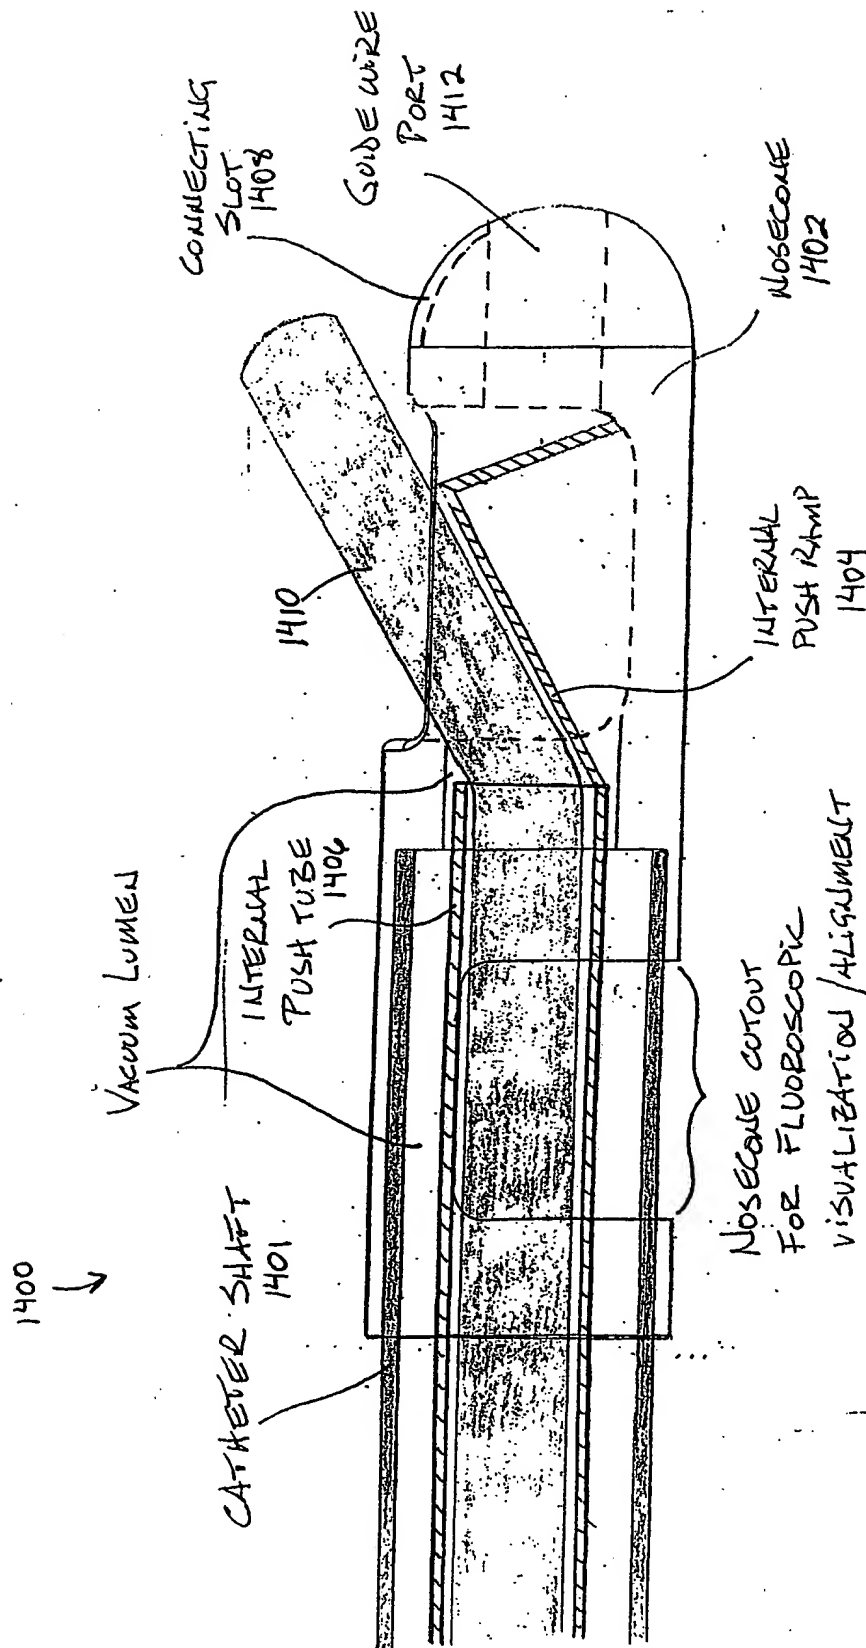 1400
CATHETER SHAFT
1401
VACUUM LUMEN
INTERNAL
PUSH TUBE
1406
1410
CONNECTING
SLOT
1408
GUIDE WIRE
PORT
1412
NOSECONE
1402
INTERNAL
PUSH RAMP
1404
NOSECONE CUTOUT
FOR FLUOROSCOPIC
VISUALIZATION/ALIGNMENT